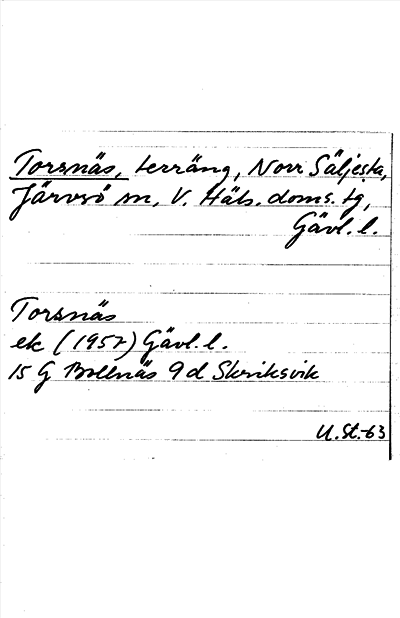 Torsnäs, terräng, Norr Säljesta,
Järvsö sn, V. Häls. doms. tg,
Gävl. l.
Torsnäs
ek (1957) Gävl. l.
15 G Bollnäs 9 d Skriksvik
U. St. -63